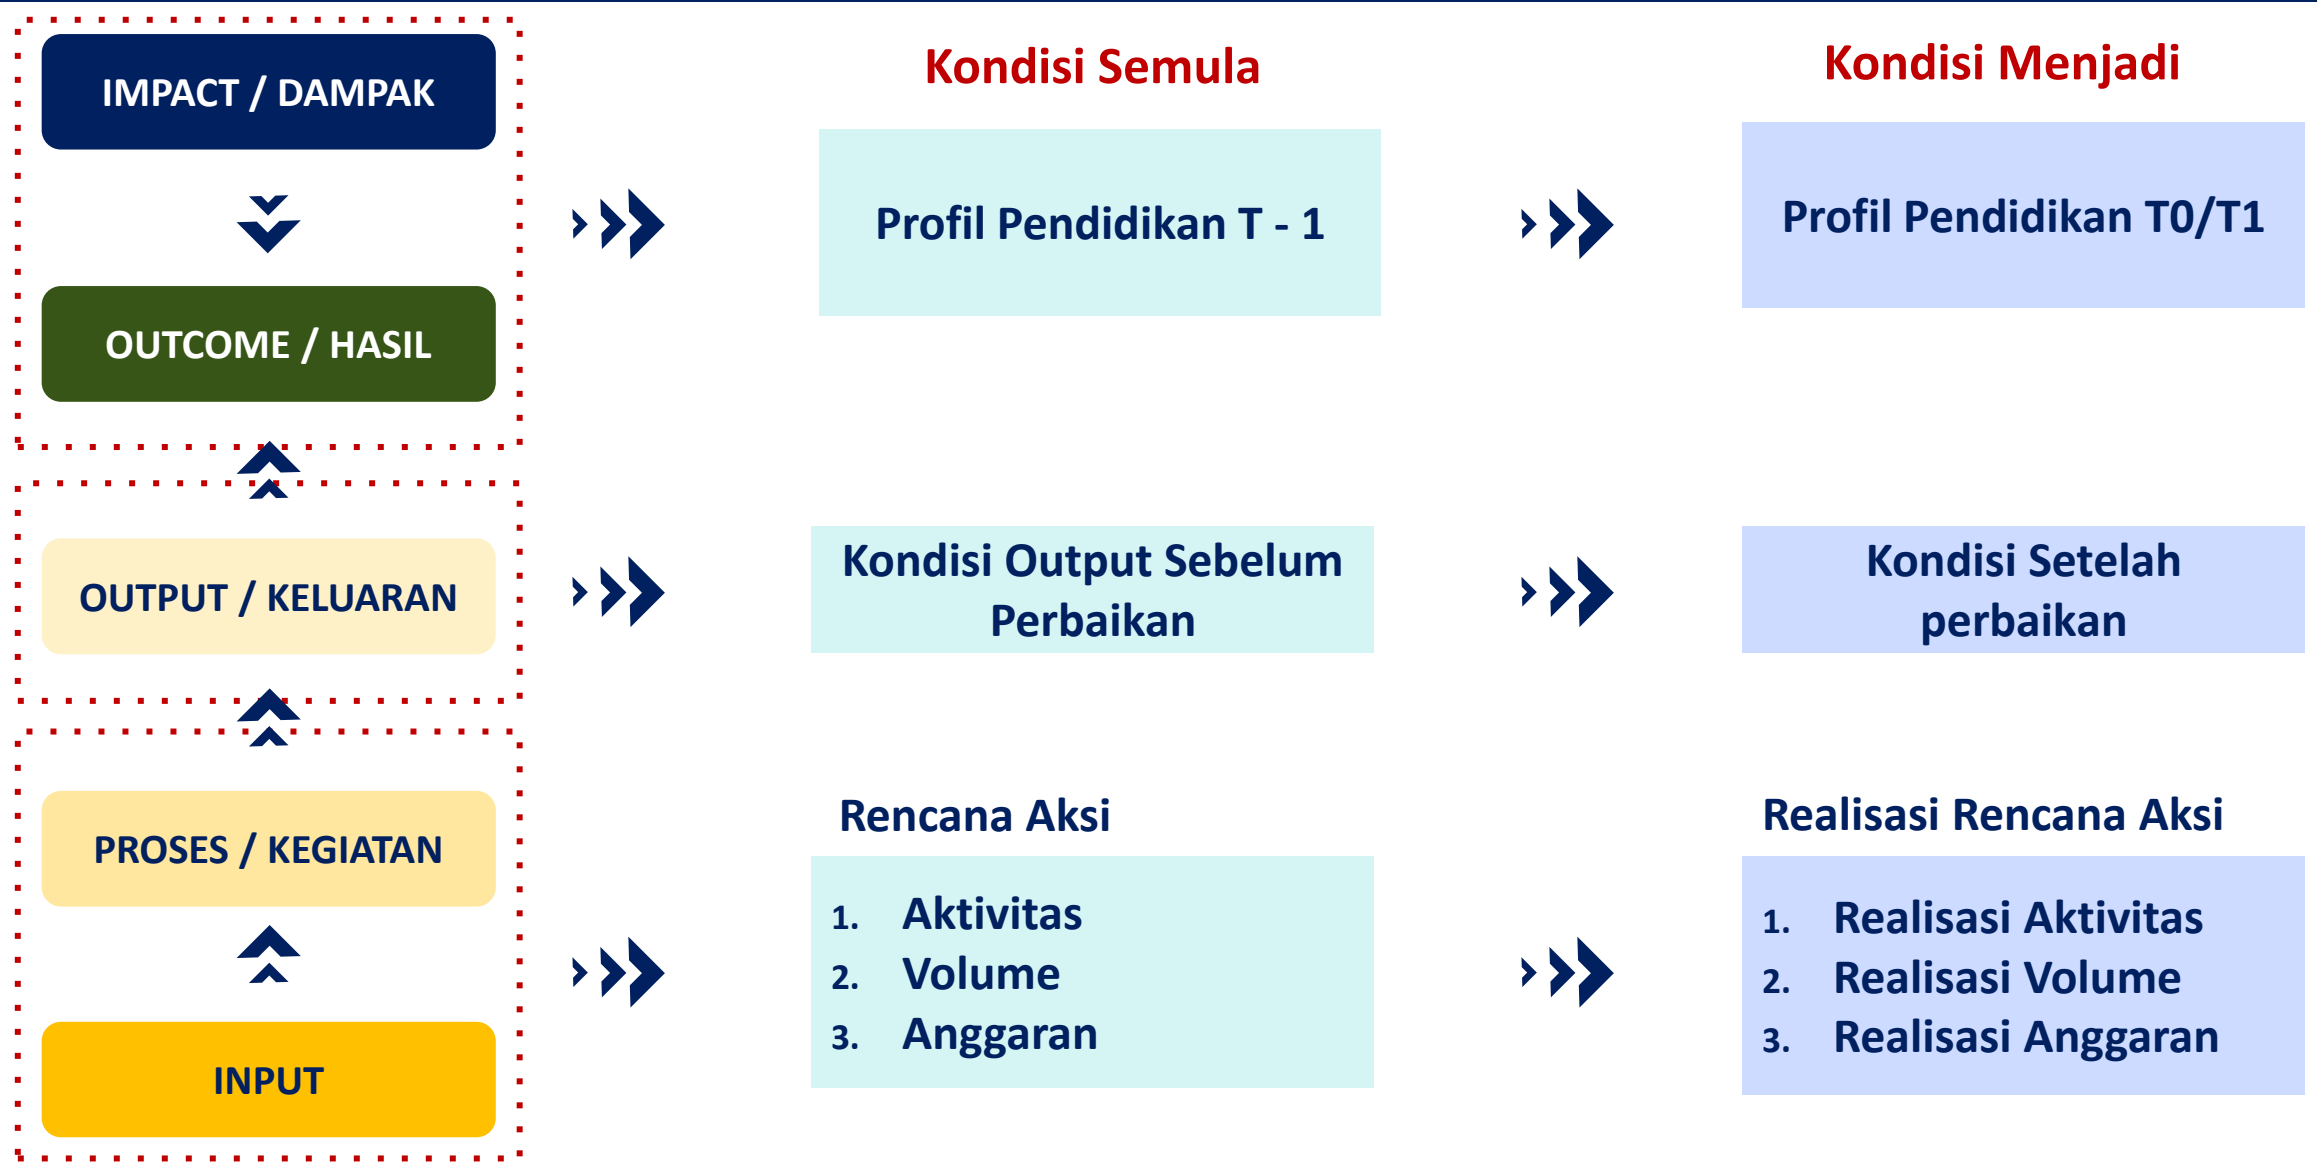 IMPACT / DAMPAK
OUTCOME / HASIL
OUTPUT / KELUARAN
PROSES / KEGIATAN
INPUT
Kondisi Semula
Profil Pendidikan T - 1
Kondisi Output Sebelum
Perbaikan
Rencana Aksi
1. Aktivitas
2. Volume
3. Anggaran
Kondisi Menjadi
Profil Pendidikan T0/T1
Kondisi Setelah
perbaikan
Realisasi Rencana Aksi
1. Realisasi Aktivitas
2. Realisasi Volume
3. Realisasi Anggaran